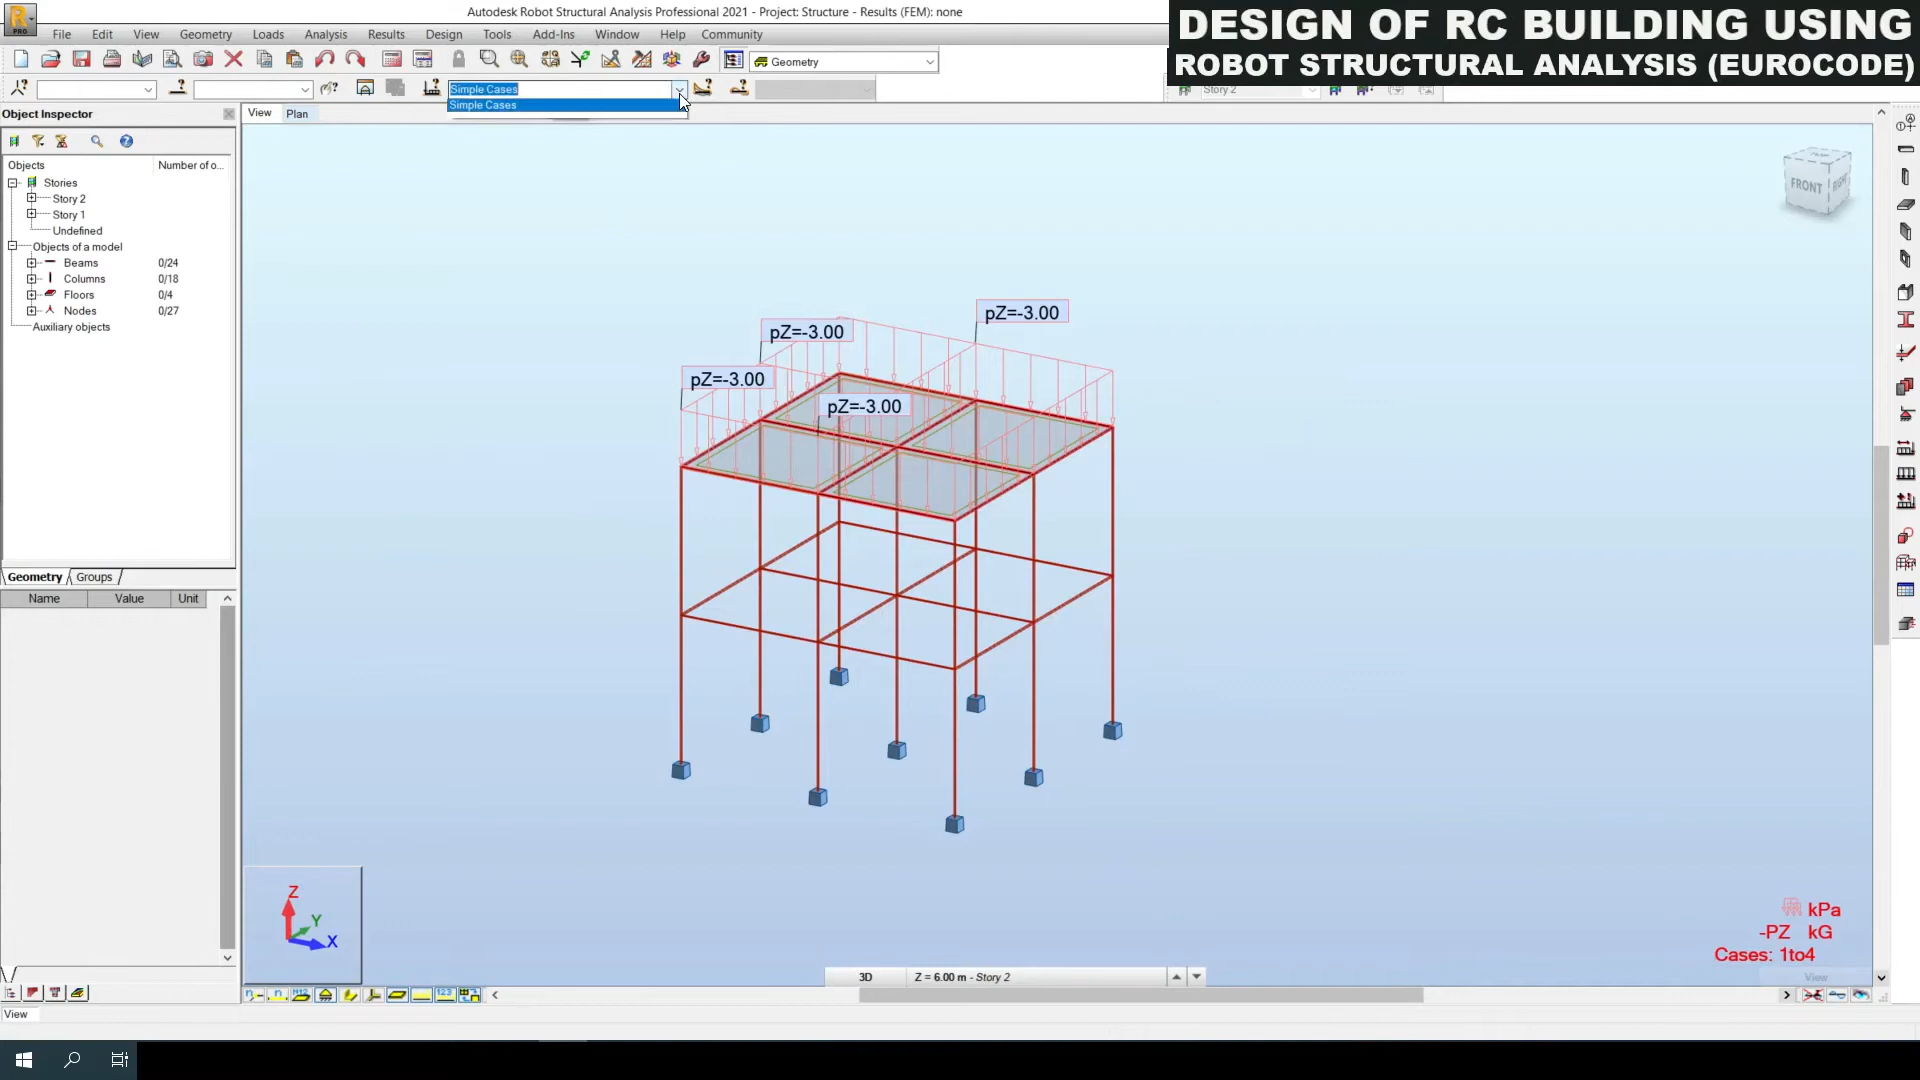 Autodesk Robot Structural Analysis Professional 2021 - Project: Structure - Results (FEM): none
DESIGN OF RC BUILDING USING
ROBOT STRUCTURAL ANALYSIS (EUROCODE)
PRO
File Edit View Geometry Loads Analysis Results Design Tools Add-Ins Window Help Community
Geometry
Simple Cases
Simple Cases
Story 2
Object Inspector
View Plan
Objects Number of o...
Stories
Story 2
Story 1
Undefined
Objects of a model
Beams 0/24
Columns 0/18
Floors 0/4
Nodes 0/27
Auxiliary objects
FRONT
RIGHT
pZ=-3.00
pZ=-3.00
pZ=-3.00
pZ=-3.00
Geometry Groups
Name Value Unit
Z
Y
X
kPa
-PZ kG
Cases: 1to4
3D Z = 6.00 m - Story 2
View
View